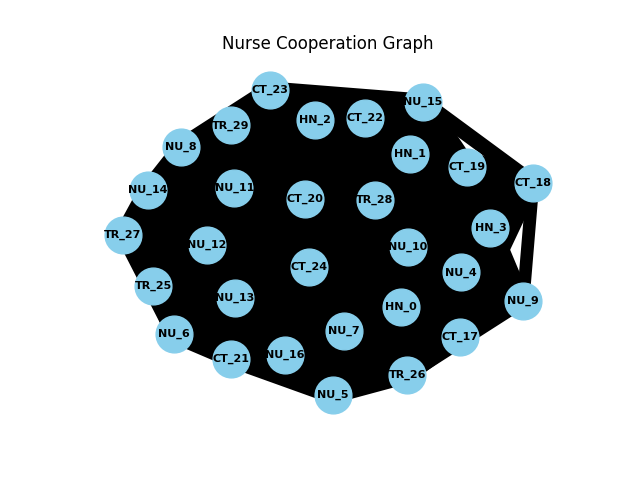 Nurse Cooperation Graph
CT_23
NU_15
HN_2
CT_22
TR_29
NU_8
HN_1
CT_19
CT_18
NU_14
NU_11
CT_20
TR_28
HN_3
TR_27
NU_12
NU_10
CT_24
NU_4
TR_25
NU_13
NU_9
HN_0
NU_6
NU_7
CT_17
CT_21
NU_16
TR_26
NU_5